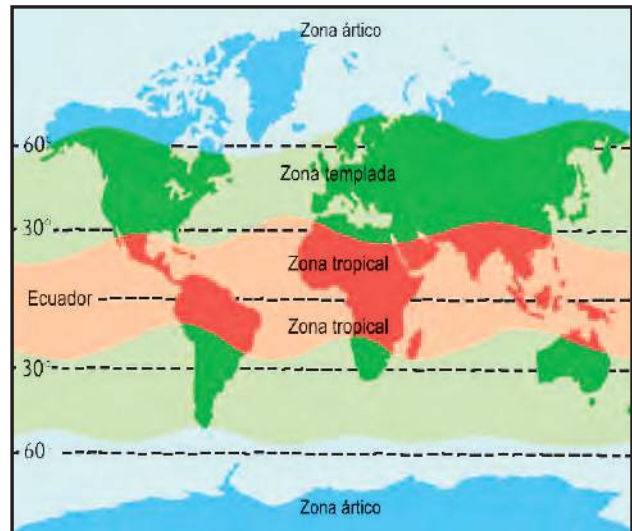 Zona ártico
60°
Zona templada
30°
Zona tropical
Ecuador
Zona tropical
30°
60
Zona ártico